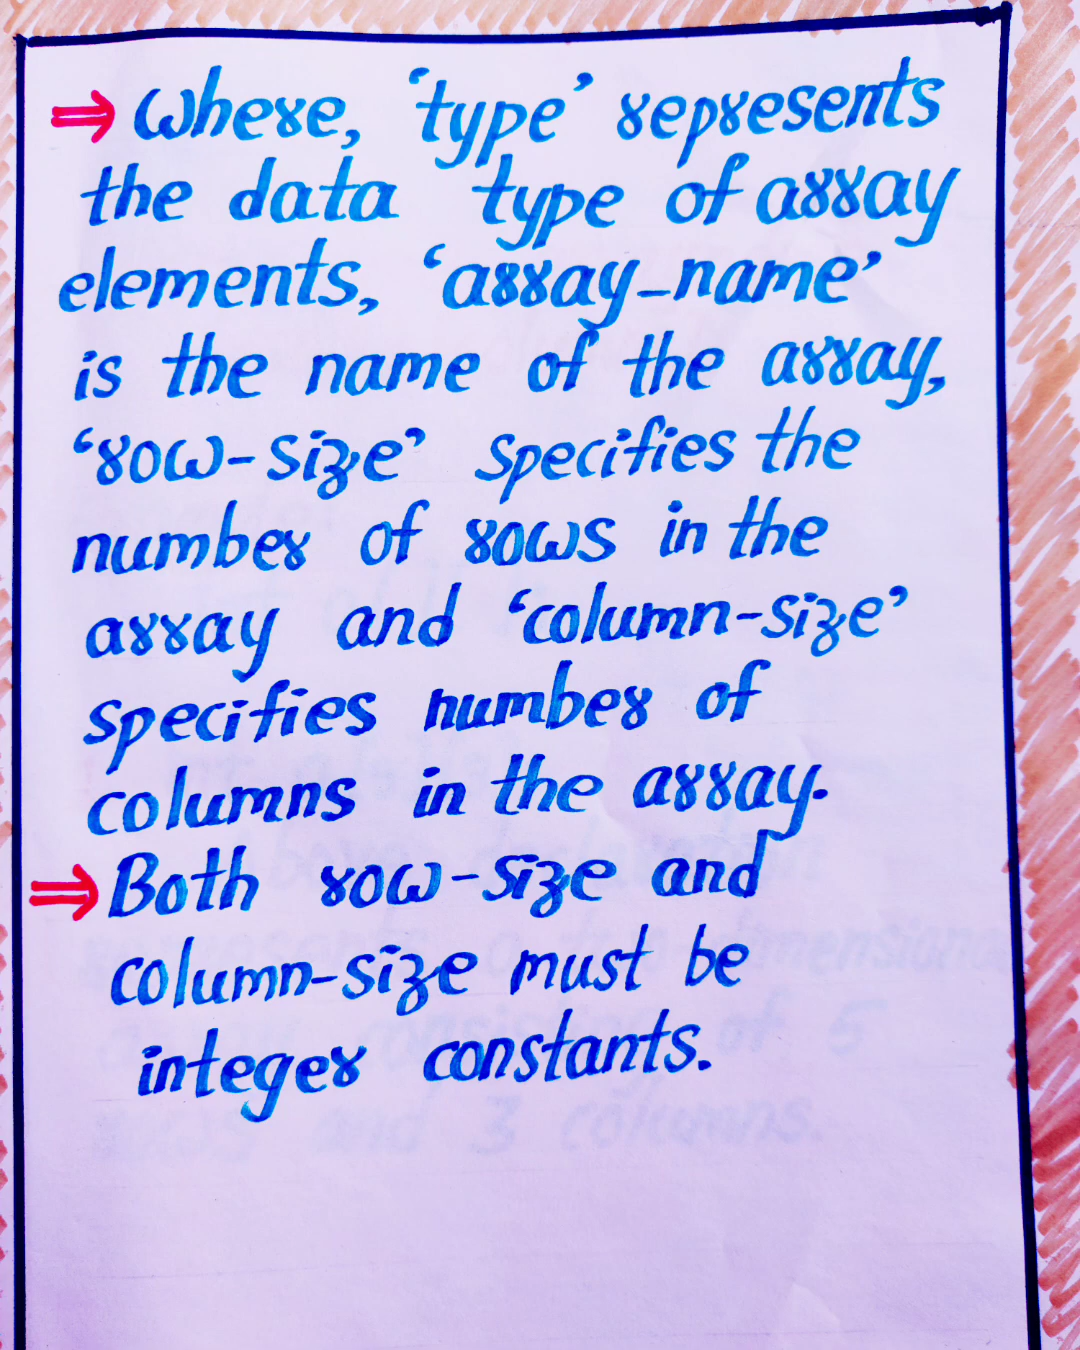 ⇒ Where, 'type' represents
the data type of array
elements, 'array_name'
is the name of the array,
'row-size' specifies the
number of rows in the
array and 'column-size'
specifies number of
columns in the array.
⇒ Both row-size and
column-size must be
integer constants.